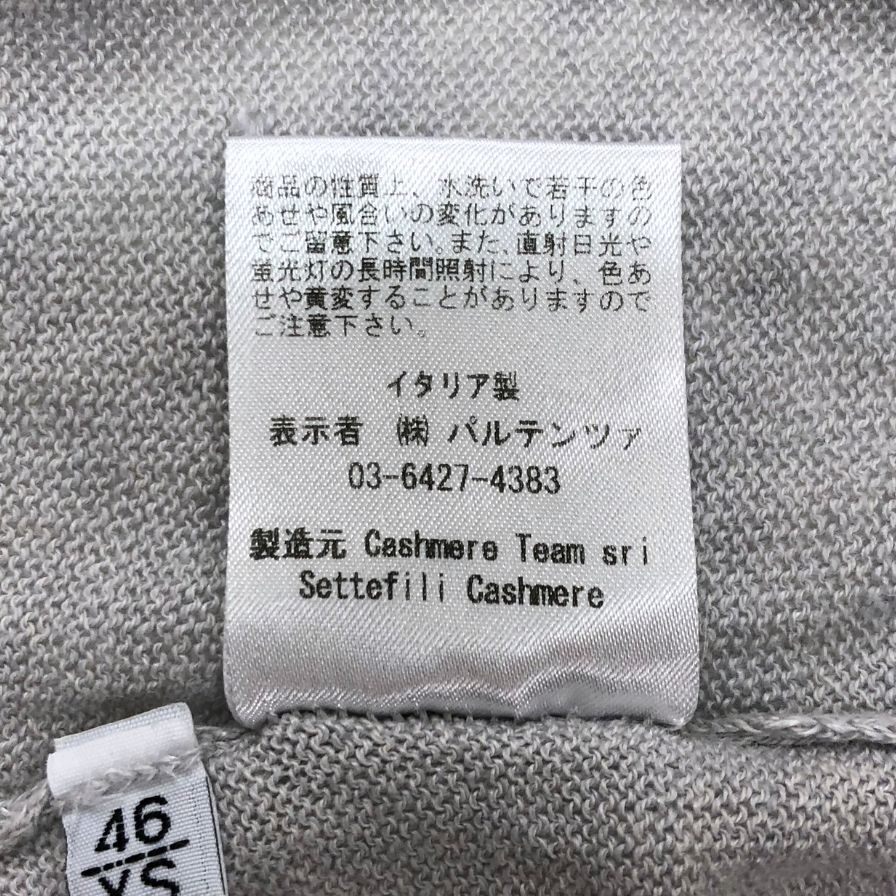 商品の性質上、水洗いで若干の色
あせや風合いの変化がありますの
でご留意下さい。また、直射日光や
蛍光灯の長時間照射により、色あ
せや黄変することがありますので
ご注意下さい。
イタリア製
表示者 ㈱ パルテンツァ
03-6427-4383
製造元 Cashmere Team sri
Settefili Cashmere
46
XS